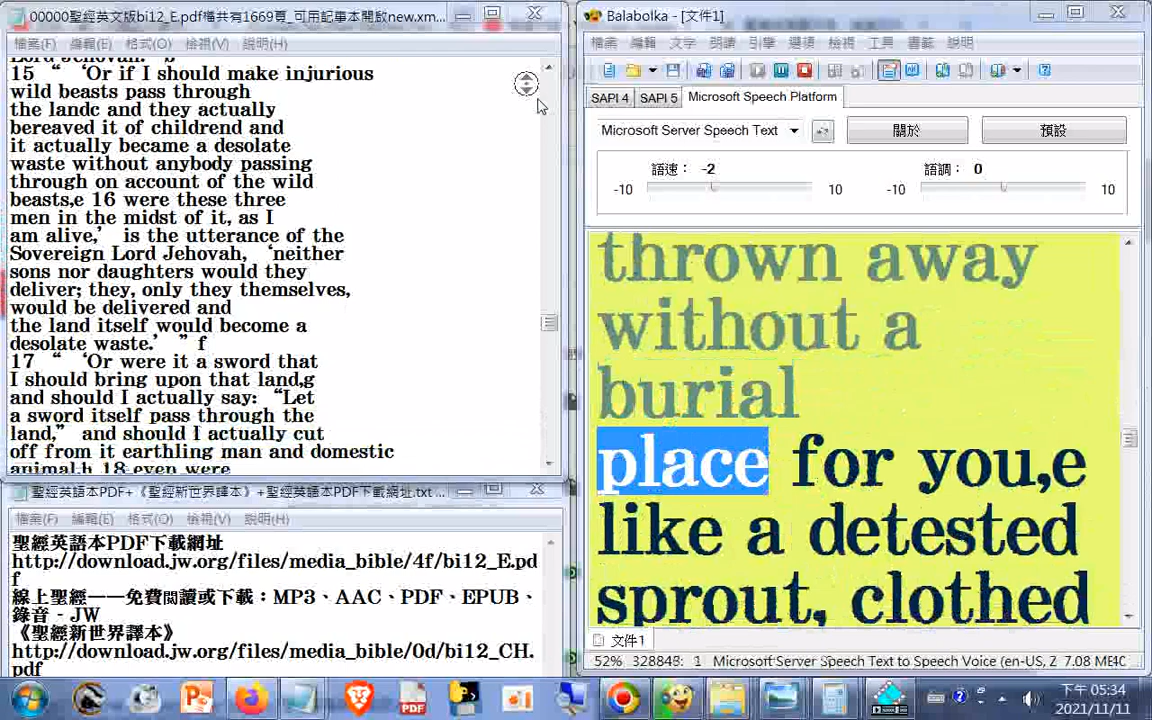 00000聖經英文版bi12_E.pdf檔共有1669頁_可用記事本開啟new.xm...
檔案(F) 編輯(E) 格式(O) 檢視(V) 說明(H)
Lord Jehovah.” ’ b
15 “ ‘Or if I should make injurious
wild beasts pass through
the landc and they actually
bereaved it of childrend and
it actually became a desolate
waste without anybody passing
through on account of the wild
beasts,e 16 were these three
men in the midst of it, as I
am alive,’ is the utterance of the
Sovereign Lord Jehovah, ‘neither
sons nor daughters would they
deliver; they, only they themselves,
would be delivered and
the land itself would become a
desolate waste.’ ” f
17 “ ‘Or were it a sword that
I should bring upon that land,g
and should I actually say: “Let
a sword itself pass through the
land,” and should I actually cut
off from it earthling man and domestic
animal,h 18 even were
聖經英語本PDF+《聖經新世界譯本》+聖經英語本PDF下載網址.txt ...
檔案(F) 編輯(E) 格式(O) 檢視(V) 說明(H)
聖經英語本PDF下載網址
http://download.jw.org/files/media_bible/4f/bi12_E.pd
f
線上聖經——免費閱讀或下載：MP3、AAC、PDF、EPUB、
錄音 - JW
《聖經新世界譯本》
http://download.jw.org/files/media_bible/0d/bi12_CH.
pdf
Balabolka - [文件1]
檔案 編輯 文字 朗讀 引擎 選項 檢視 工具 書籤 說明
SAPI 4 SAPI 5 Microsoft Speech Platform
Microsoft Server Speech Text 關於 預設
語速： -2 語調： 0
-10 10 -10 10
thrown away
without a
burial
place for you,e
like a detested
sprout, clothed
文件1
52% 328848: 1 Microsoft Server Speech Text to Speech Voice (en-US, Z 7.08 МБ
下午 05:34
2021/11/11